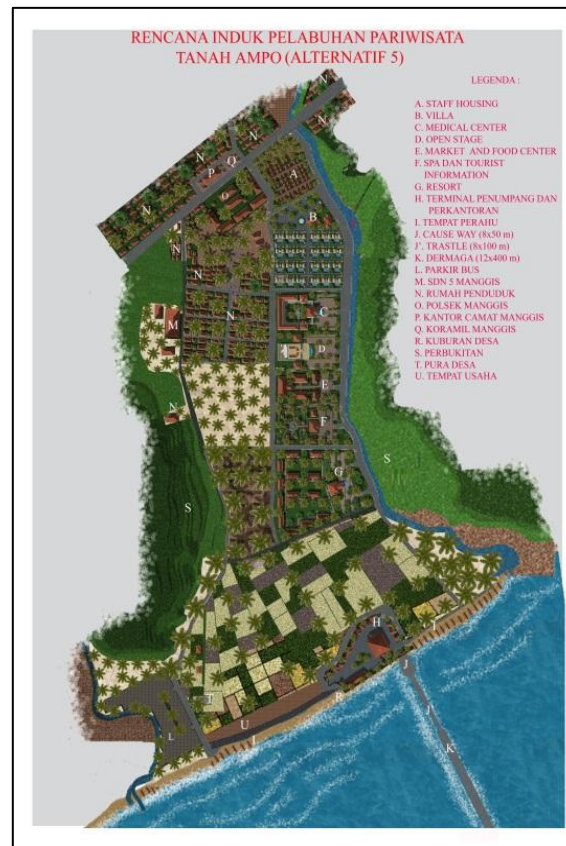 RENCANA INDUK PELABUHAN PARIWISATA
TANAH AMPO (ALTERNATIF 5)
LEGENDA :
A. STAFF HOUSING
B. VILLA
C. MEDICAL CENTER
D. OPEN STAGE
E. MARKET AND FOOD CENTER
F. SPA DAN TOURIST
INFORMATION
G. RESORT
H. TERMINAL PENUMPANG DAN
PERKANTORAN
I. TEMPAT PERAHU
J. CAUSE WAY (8x50 m)
J'. TRASTLE (8x100 m)
K. DERMAGA (12x400 m)
L. PARKIR BUS
M. SDN 5 MANGGIS
N. RUMAH PENDUDUK
O. POLSEK MANGGIS
P. KANTOR CAMAT MANGGIS
Q. KORAMIL MANGGIS
R. KUBURAN DESA
S. PERBUKITAN
T. PURA DESA
U. TEMPAT USAHA
N
N
N
N
Q
P
N
A
O
N
B
N
N
N
C
M
D
E
N
F
S
G
S
H
T
J
R
U
I
J'
L
K